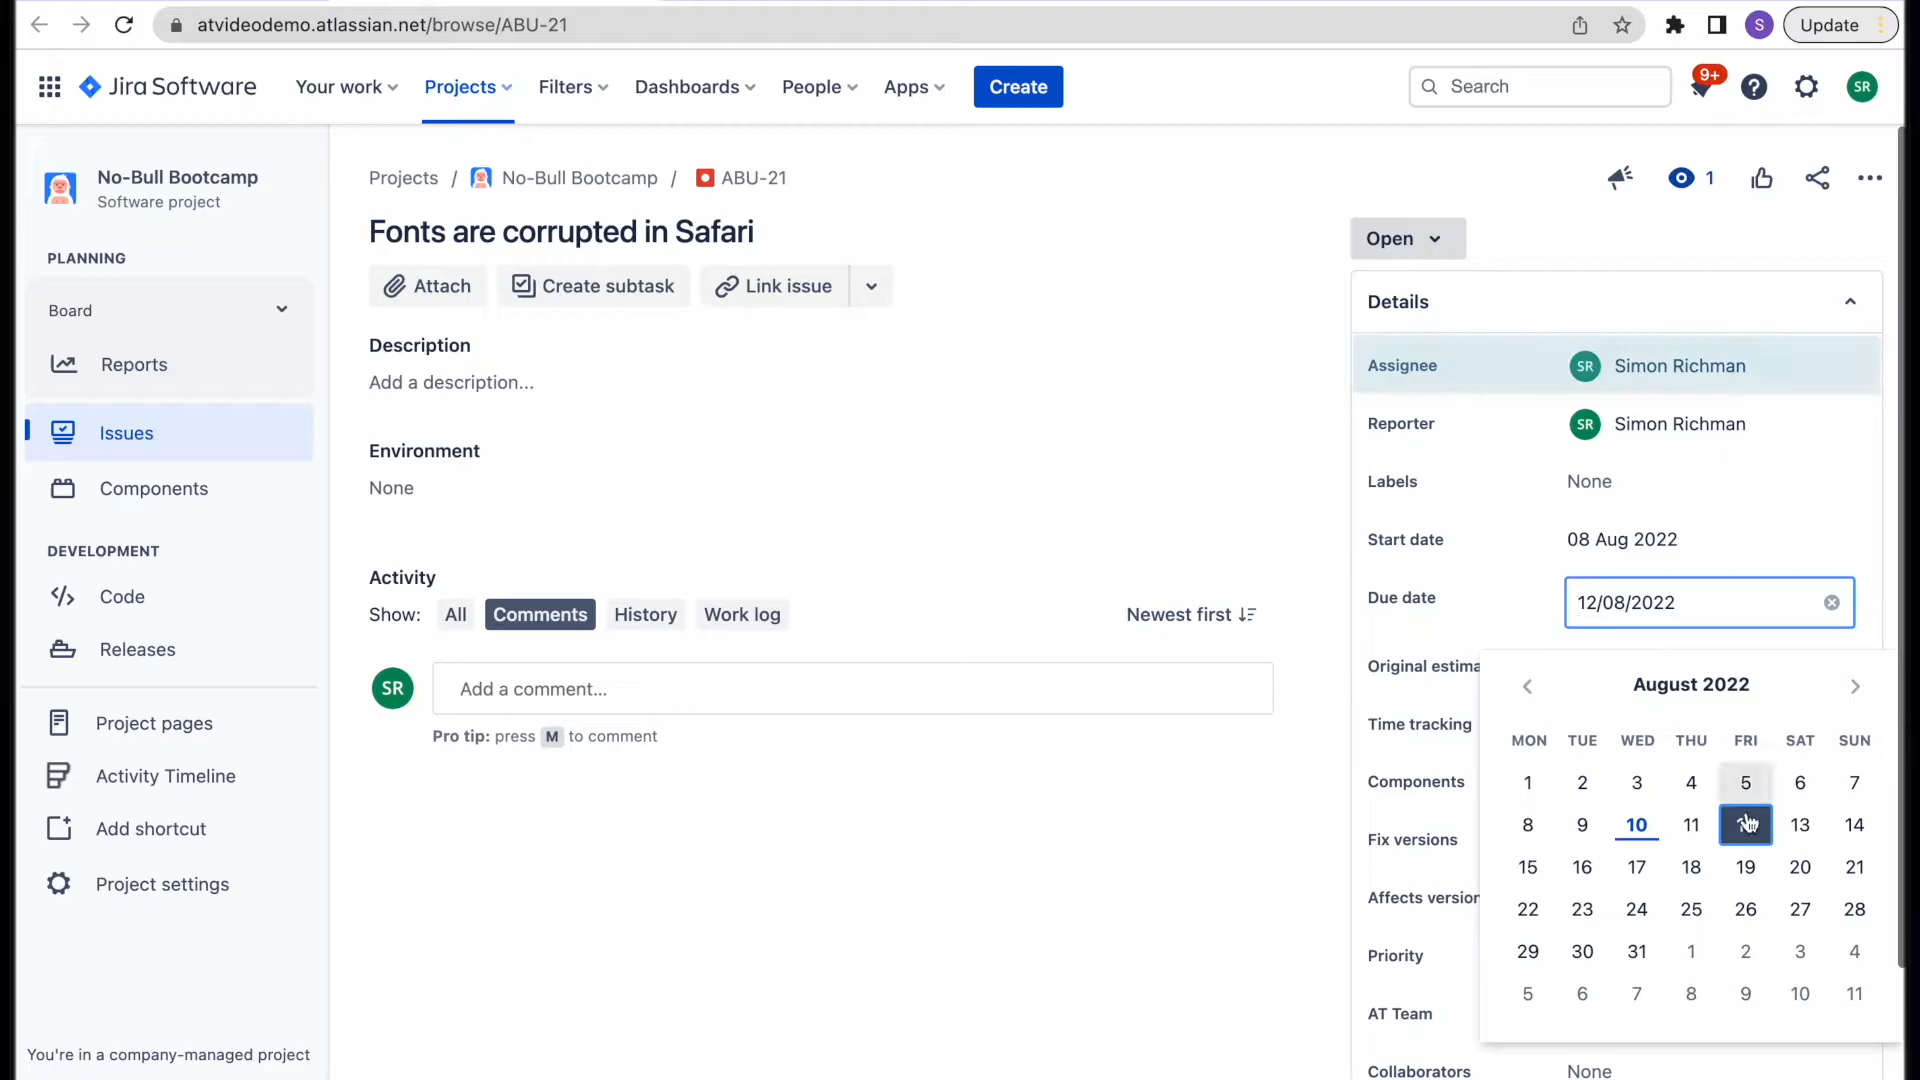 atvideodemo.atlassian.net/browse/ABU-21
S
Update
Jira Software
Your work
Projects
Filters
Dashboards
People
Apps
Create
Search
9+
SR
No-Bull Bootcamp
Software project
PLANNING
Board
Reports
Issues
Components
DEVELOPMENT
Code
Releases
Project pages
Activity Timeline
Add shortcut
Project settings
You're in a company-managed project
Projects / No-Bull Bootcamp / ABU-21
1
Fonts are corrupted in Safari
Attach
Create subtask
Link issue
Description
Add a description...
Environment
None
Activity
Show: All Comments History Work log
Newest first
SR
Add a comment...
Pro tip: press M to comment
Open
Details
Assignee SR Simon Richman
Reporter SR Simon Richman
Labels None
Start date 08 Aug 2022
Due date 12/08/2022
Original estima
Time tracking
Components
Fix versions
Affects version
Priority
AT Team
Collaborators None
August 2022
MON TUE WED THU FRI SAT SUN
1 2 3 4 5 6 7
8 9 10 11 13 14
15 16 17 18 19 20 21
22 23 24 25 26 27 28
29 30 31 1 2 3 4
5 6 7 8 9 10 11